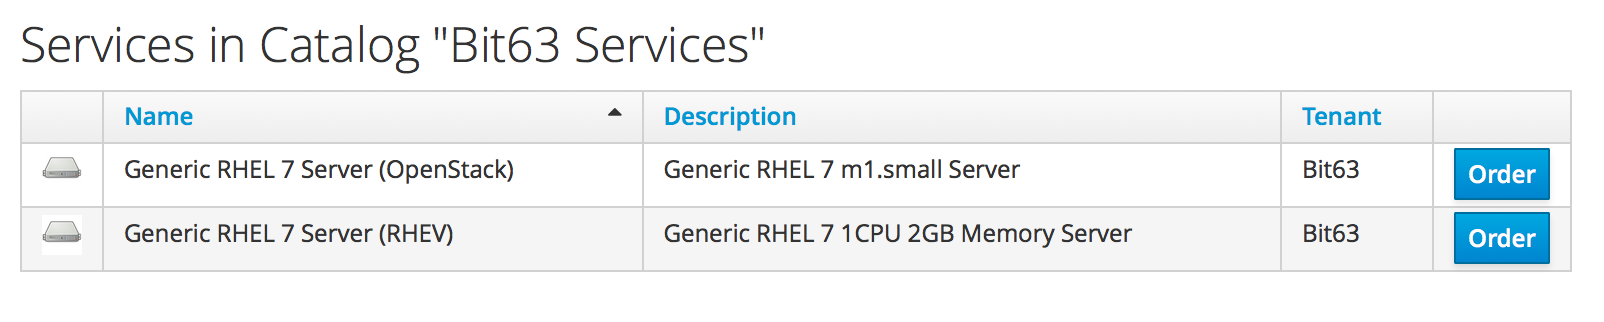 Services in Catalog "Bit63 Services"
Name Description Tenant
Generic RHEL 7 Server (OpenStack) Generic RHEL 7 m1.small Server Bit63 Order
Generic RHEL 7 Server (RHEV) Generic RHEL 7 1CPU 2GB Memory Server Bit63 Order